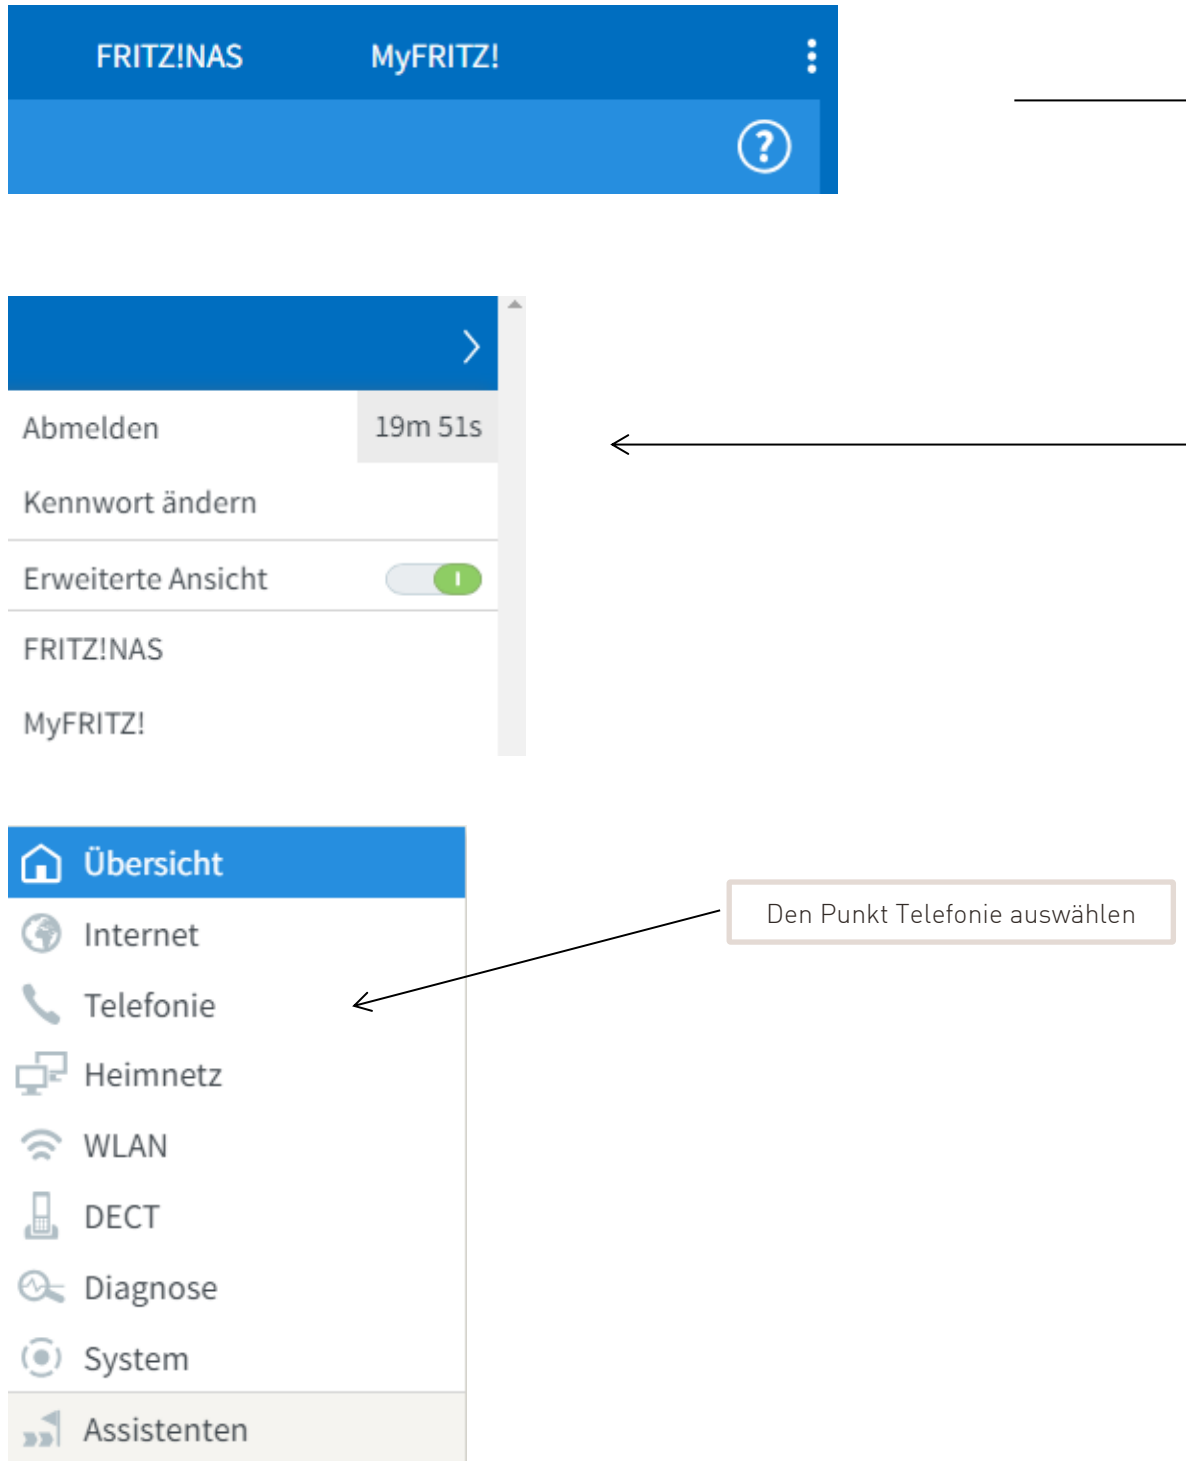 FRITZ!NAS MyFRITZ!
?
Abmelden 19m 51s
Kennwort ändern
Erweiterte Ansicht
FRITZ!NAS
MyFRITZ!
Übersicht
Den Punkt Telefonie auswählen
Internet
Telefonie
Heimnetz
WLAN
DECT
Diagnose
System
Assistenten